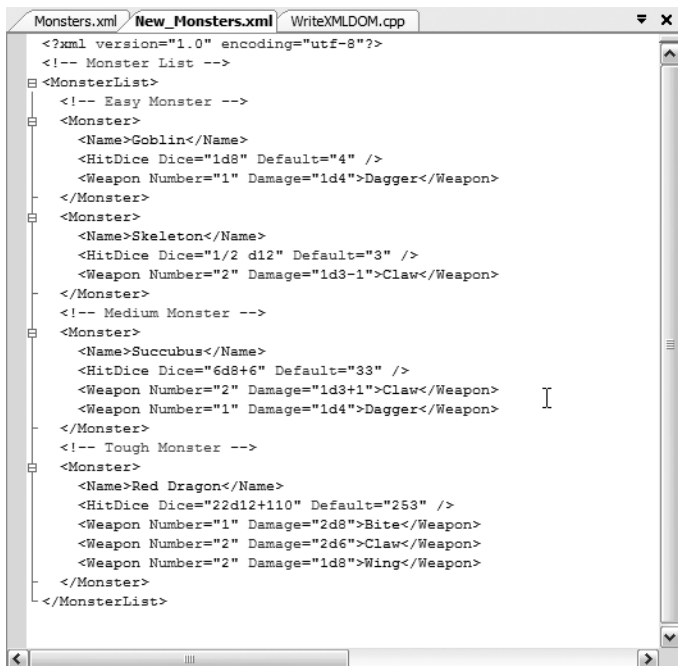 Monsters.xml New_Monsters.xml WriteXMLDOM.cpp
<?xml version="1.0" encoding="utf-8"?>
<!-- Monster List -->
<MonsterList>
<!-- Easy Monster -->
<Monster>
<Name>Goblin</Name>
<HitDice Dice="1d8" Default="4" />
<Weapon Number="1" Damage="1d4">Dagger</Weapon>
</Monster>
<Monster>
<Name>Skeleton</Name>
<HitDice Dice="1/2 d12" Default="3" />
<Weapon Number="2" Damage="1d3-1">Claw</Weapon>
</Monster>
<!-- Medium Monster -->
<Monster>
<Name>Succubus</Name>
<HitDice Dice="6d8+6" Default="33" />
<Weapon Number="2" Damage="1d3+1">Claw</Weapon>
<Weapon Number="1" Damage="1d4">Dagger</Weapon>
</Monster>
<!-- Tough Monster -->
<Monster>
<Name>Red Dragon</Name>
<HitDice Dice="22d12+110" Default="253" />
<Weapon Number="1" Damage="2d8">Bite</Weapon>
<Weapon Number="2" Damage="2d6">Claw</Weapon>
<Weapon Number="2" Damage="1d8">Wing</Weapon>
</Monster>
</MonsterList>